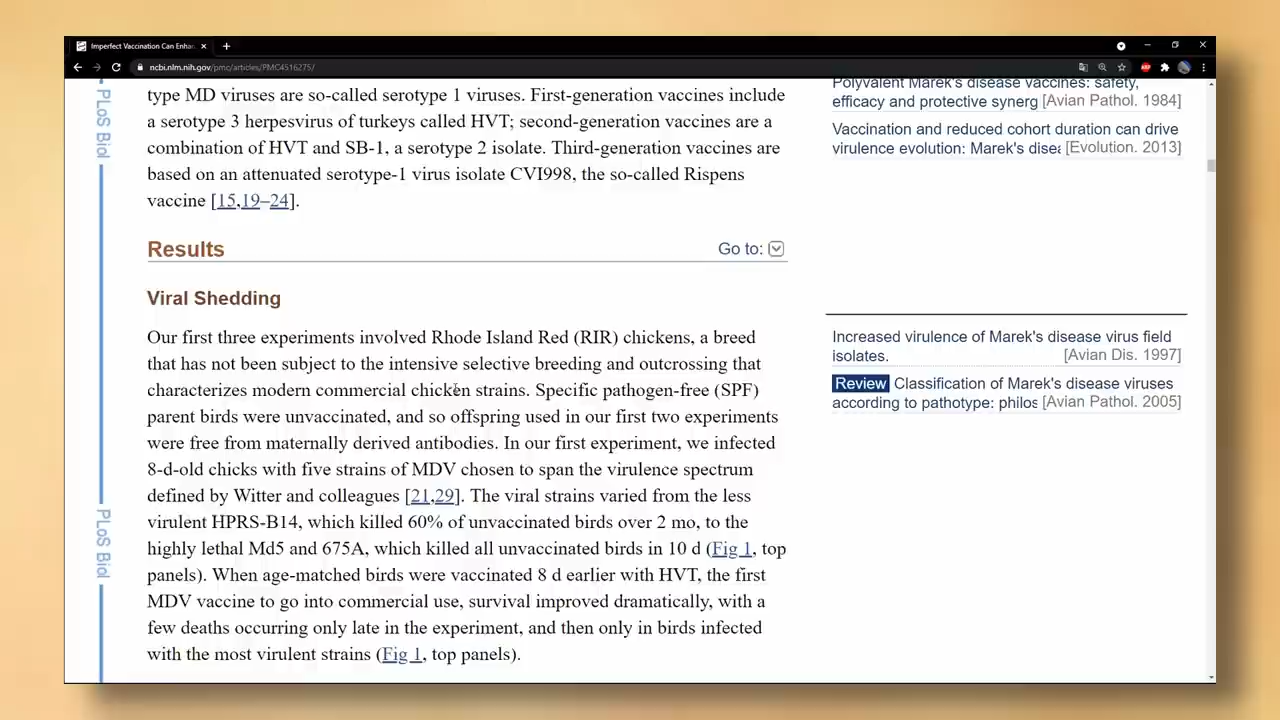 Imperfect Vaccination Can Enha
ncbi.nlm.nih.gov/pmc/articles/PMC4516275/
PLoS Biol
PLoS Biol
type MD viruses are so-called serotype 1 viruses. First-generation vaccines include
a serotype 3 herpesvirus of turkeys called HVT; second-generation vaccines are a
combination of HVT and SB-1, a serotype 2 isolate. Third-generation vaccines are
based on an attenuated serotype-1 virus isolate CVI998, the so-called Rispens
vaccine [15,19–24].
Results
Go to:
Viral Shedding
Our first three experiments involved Rhode Island Red (RIR) chickens, a breed
that has not been subject to the intensive selective breeding and outcrossing that
characterizes modern commercial chicken strains. Specific pathogen-free (SPF)
parent birds were unvaccinated, and so offspring used in our first two experiments
were free from maternally derived antibodies. In our first experiment, we infected
8-d-old chicks with five strains of MDV chosen to span the virulence spectrum
defined by Witter and colleagues [21,29]. The viral strains varied from the less
virulent HPRS-B14, which killed 60% of unvaccinated birds over 2 mo, to the
highly lethal Md5 and 675A, which killed all unvaccinated birds in 10 d (Fig 1, top
panels). When age-matched birds were vaccinated 8 d earlier with HVT, the first
MDV vaccine to go into commercial use, survival improved dramatically, with a
few deaths occurring only late in the experiment, and then only in birds infected
with the most virulent strains (Fig 1, top panels).
Polyvalent Marek's disease vaccines: safety,
efficacy and protective synerg [Avian Pathol. 1984]
Vaccination and reduced cohort duration can drive
virulence evolution: Marek's dise [Evolution. 2013]
Increased virulence of Marek's disease virus field
isolates. [Avian Dis. 1997]
Review Classification of Marek's disease viruses
according to pathotype: philos [Avian Pathol. 2005]